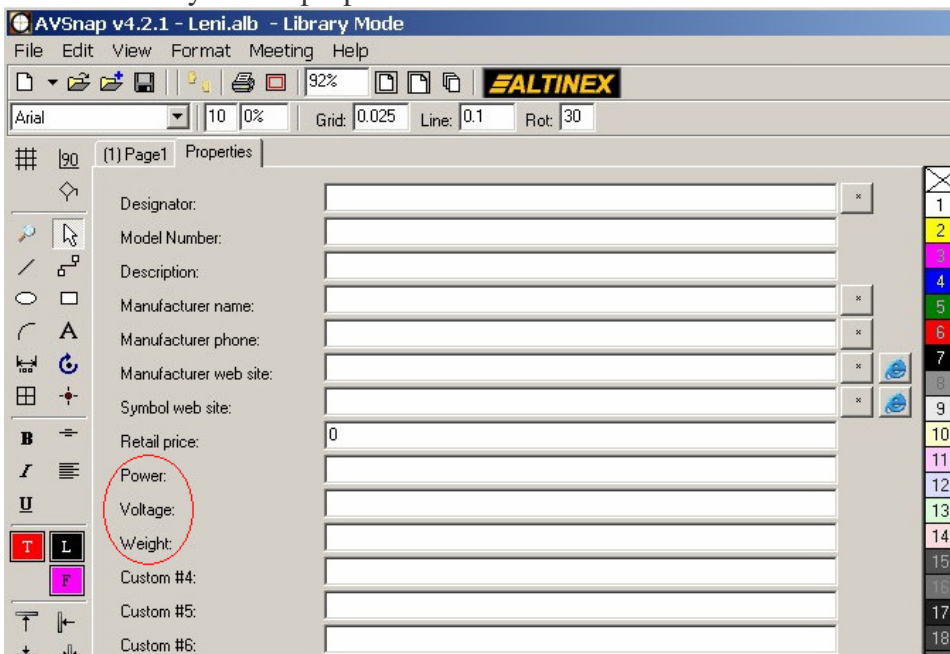 AVSnap v4.2.1 - Leni.alb - Library Mode
File Edit View Format Meeting Help
92% ALTINEX
Arial 10 0% Grid: 0.025 Line: 0.1 Rot: 30
90 (1) Page1 Properties
Designator:
Model Number:
Description:
Manufacturer name:
Manufacturer phone:
Manufacturer web site:
Symbol web site:
Retail price: 0
Power:
Voltage:
Weight:
Custom #4:
Custom #5:
Custom #6:
A
100
B
I
U
T L
F
1
2
3
4
5
6
7
8
9
10
11
12
13
14
15
16
17
18